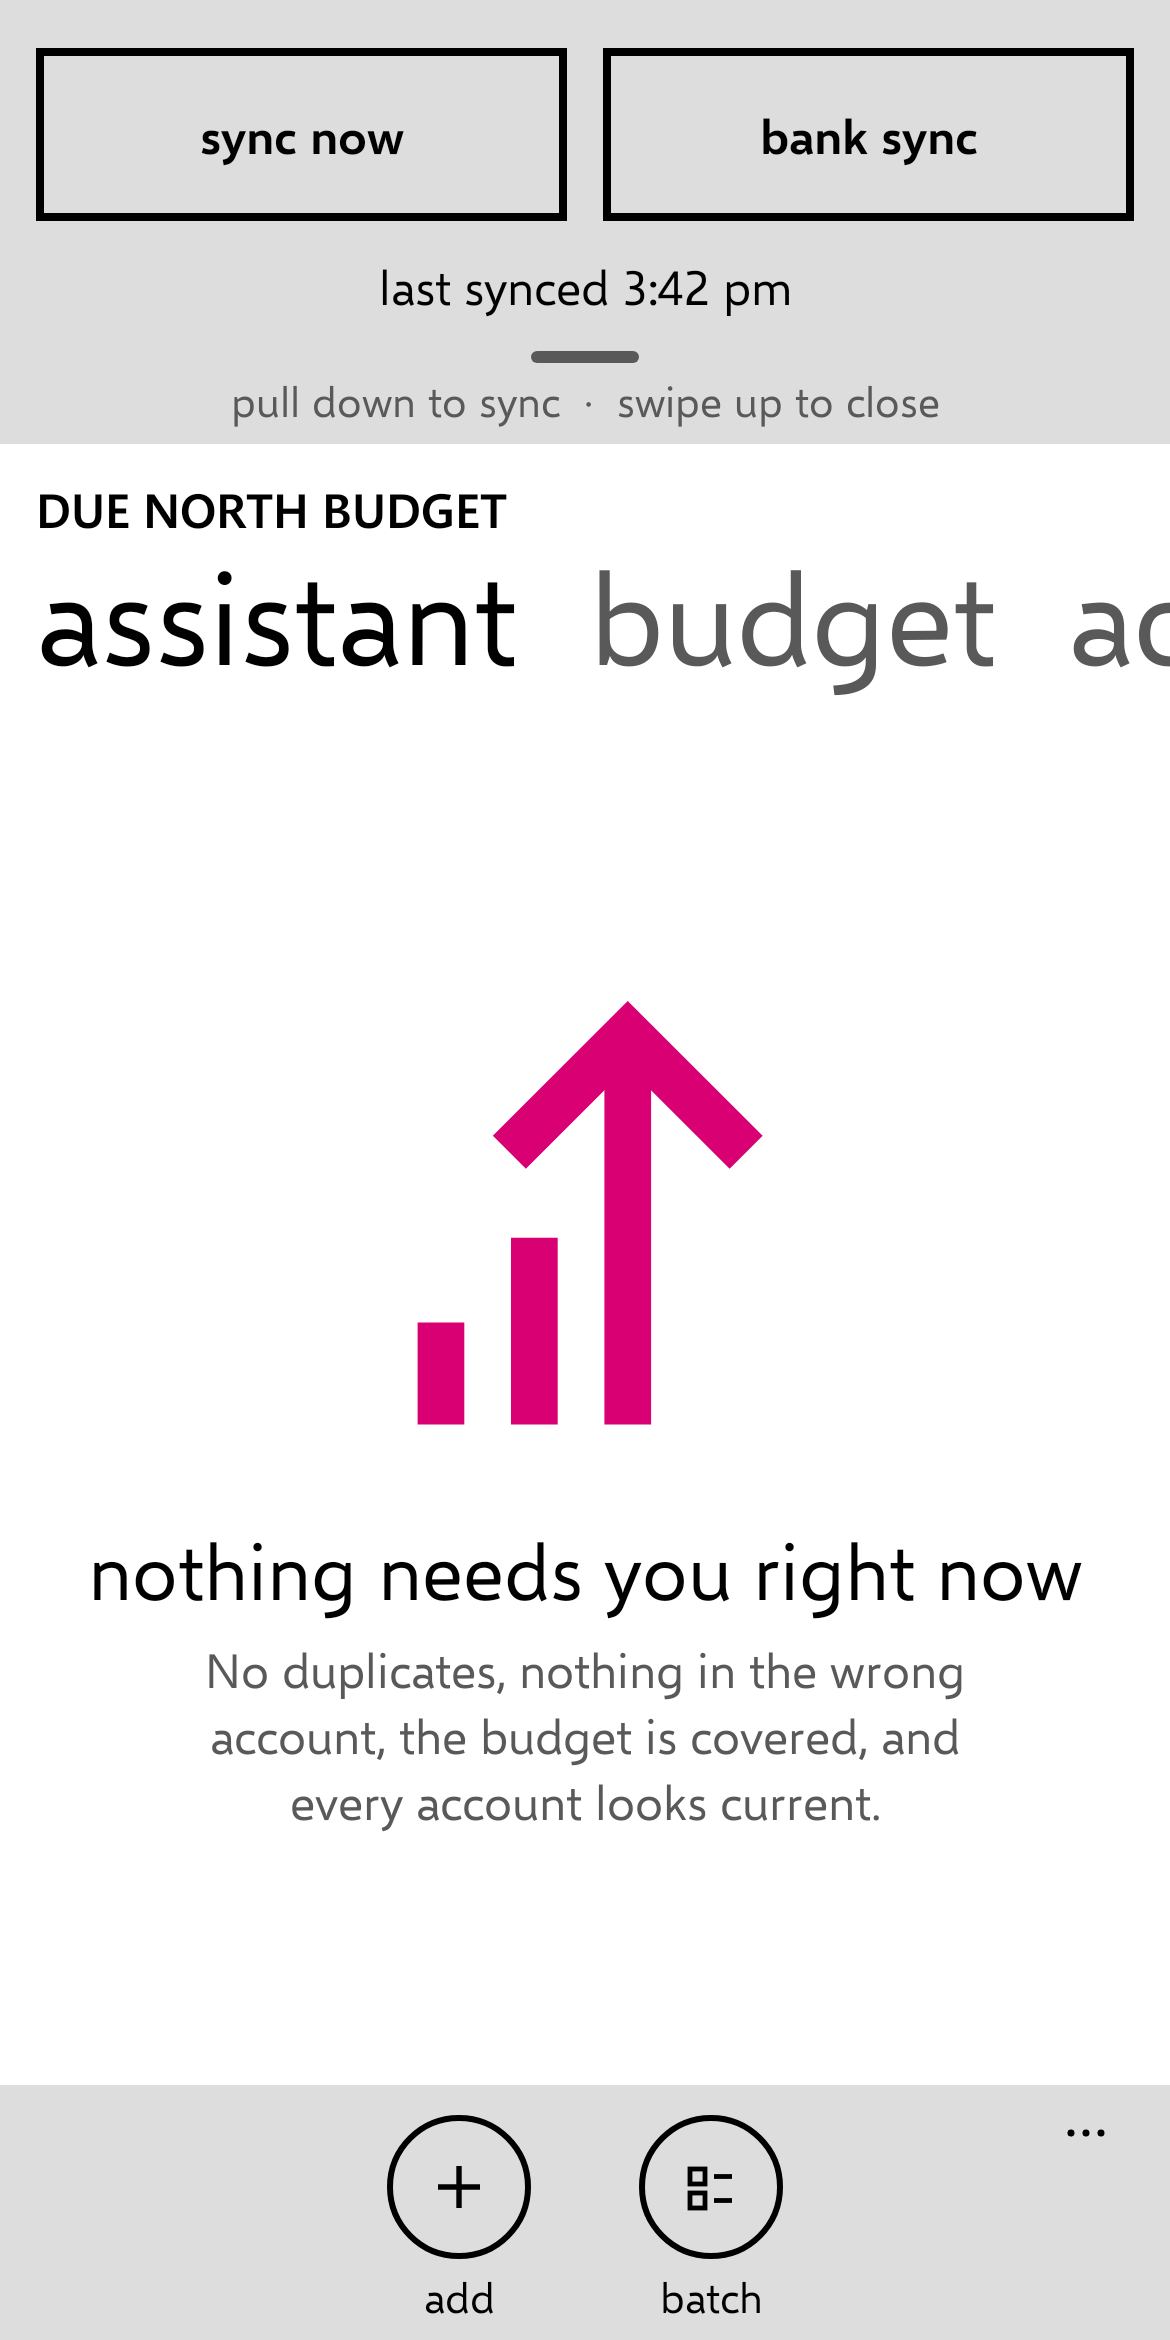 sync now
bank sync
last synced 3:42 pm
pull down to sync · swipe up to close
DUE NORTH BUDGET
assistant budget ac
nothing needs you right now
No duplicates, nothing in the wrong
account, the budget is covered, and
every account looks current.
...
add
batch